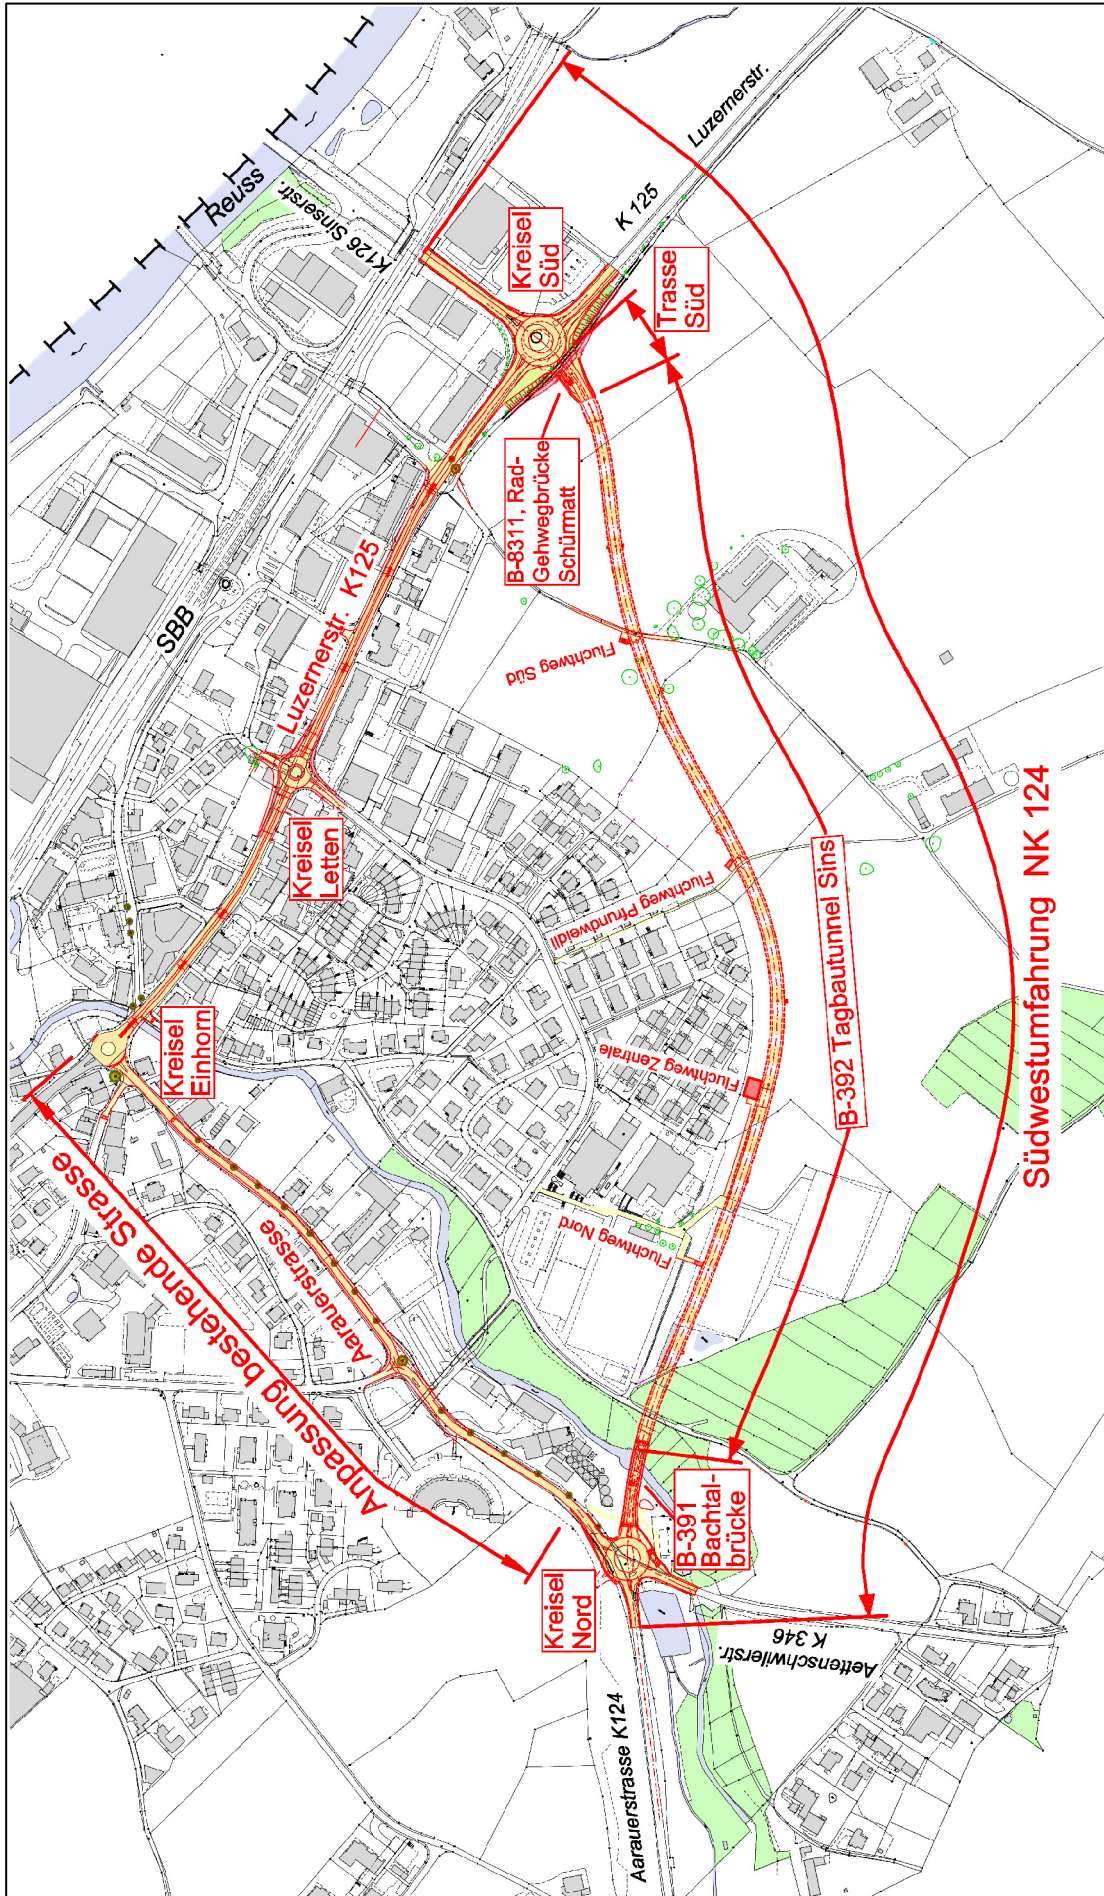 Reuss
K126 Sinserstr.
Luzernerstr.
K 125
Kreisel
Süd
Trasse
Süd
B-8311, Rad-
Gehwegbrücke
Schürmatt
SBB
Luzernerstr. K125
Kreisel
Letten
Fluchtweg Süd
Fluchtweg Pfrundweidli
Kreisel
Einhorn
Fluchtweg Zentrale
B-392 Tagbautunnel Sins
Südwestumfahrung NK 124
Anpassung bestehende Strasse
Aarauerstrasse
Fluchtweg Nord
B-391
Bachtal-
brücke
Kreisel
Nord
Aettenschwilerstr.
K 346
Aarauerstrasse K124